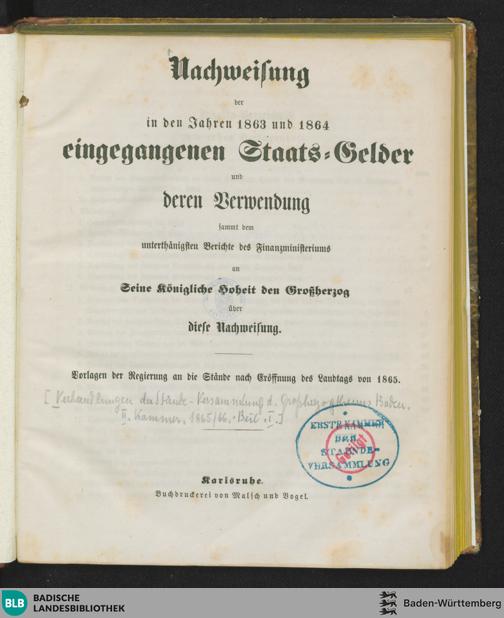 Nachweisung
der
in den Jahren 1863 und 1864
eingegangenen Staats-Gelder
und
deren Verwendung
sammt dem
unterthänigsten Berichte des Finanzministeriums
an
Seine Königliche Hoheit den Großherzog
über
diese Nachweisung.
Vorlagen der Regierung an die Stände nach Eröffnung des Landtags von 1865.
[Verhandlungen der Stände-Versammlung d. Großherzogthums Baden.
II. Kammer, 1865/66. Beil. I.]
ERSTE KAMMER
DER
STAENDE-
VERSAMMLUNG
Getilgt
Karlsruhe.
Buchdruckerei von Malsch und Vogel.
BLB
BADISCHE
LANDESBIBLIOTHEK
Baden-Württemberg